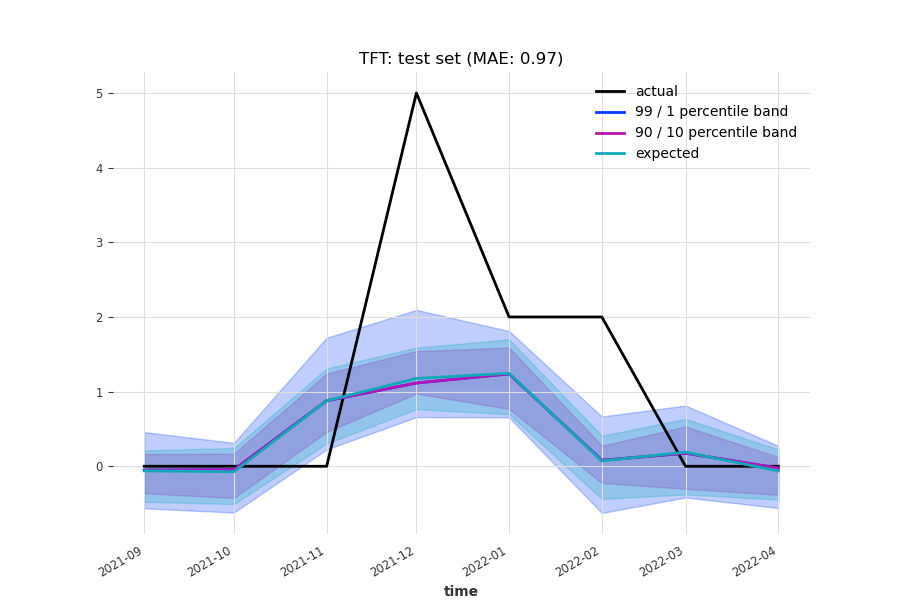 TFT: test set (MAE: 0.97)
actual
99 / 1 percentile band
90 / 10 percentile band
expected
5
4
3
2
1
0
2021-09
2021-10
2021-11
2021-12
2022-01
2022-02
2022-03
2022-04
time